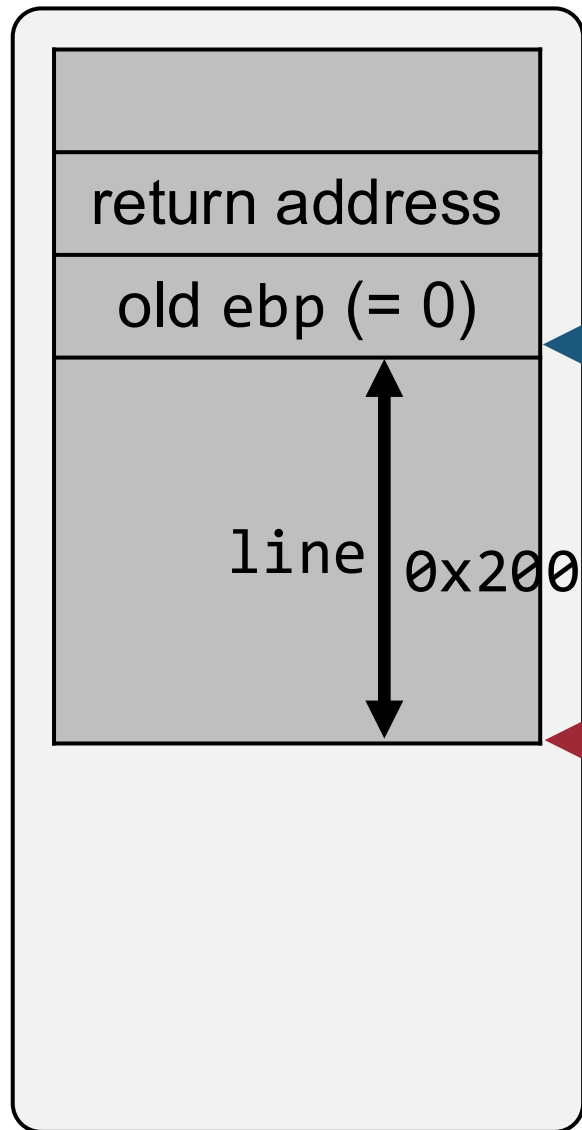 return address
old ebp (= 0)
line
0x200